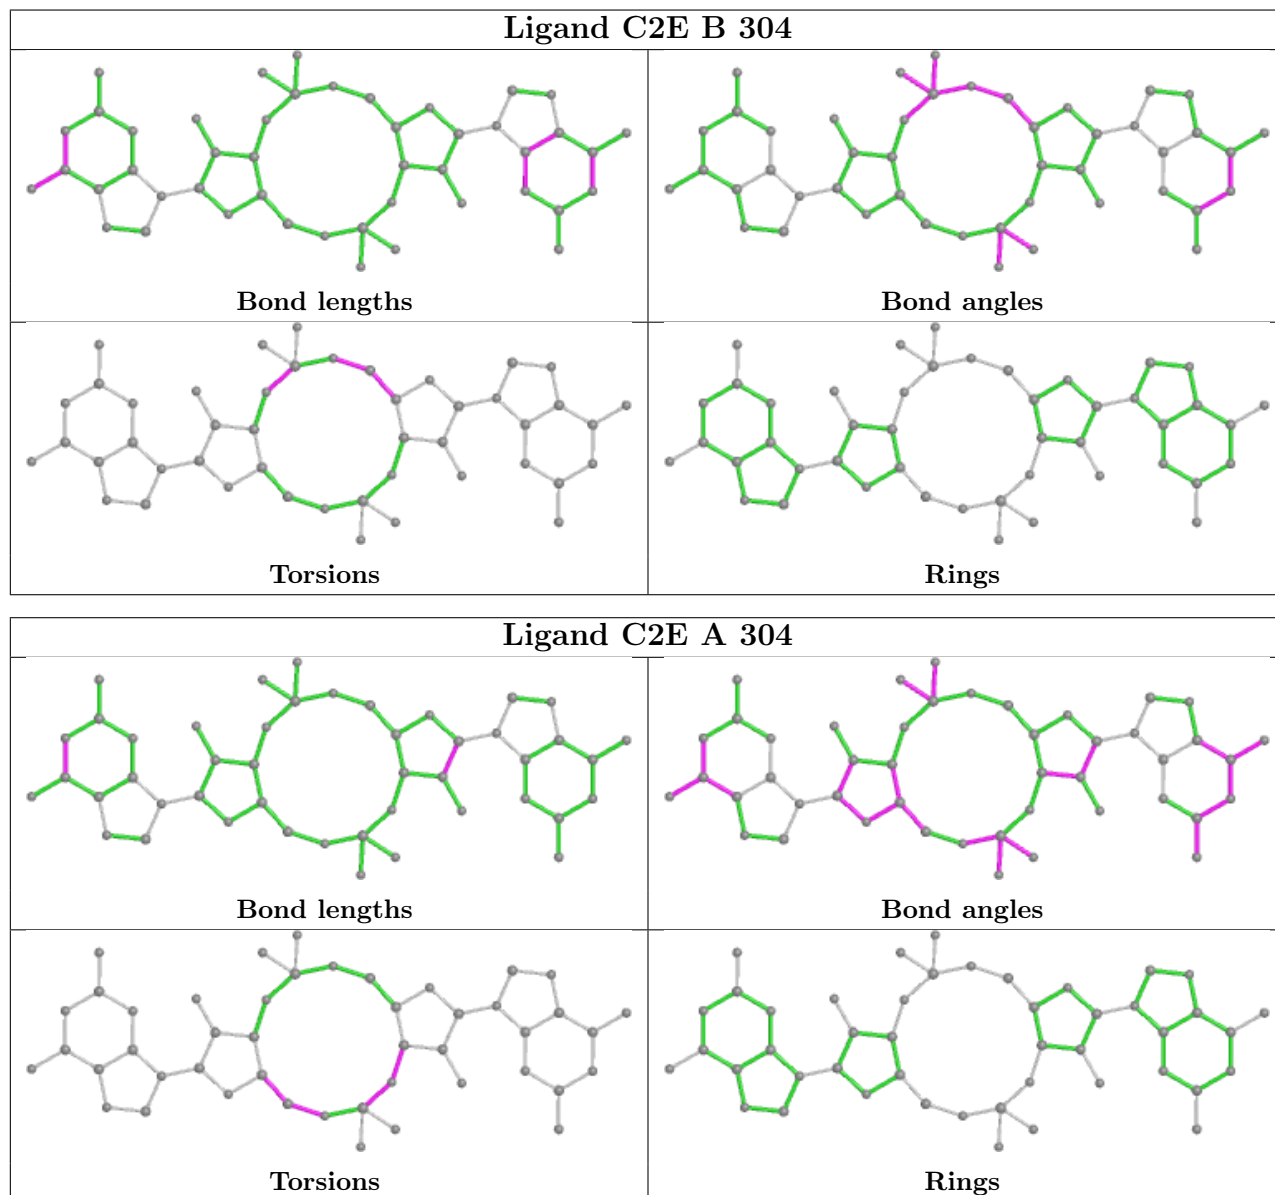 Ligand C2E B 304
Bond lengths
Bond angles
Torsions
Rings
Ligand C2E A 304
Bond lengths
Bond angles
Torsions
Rings